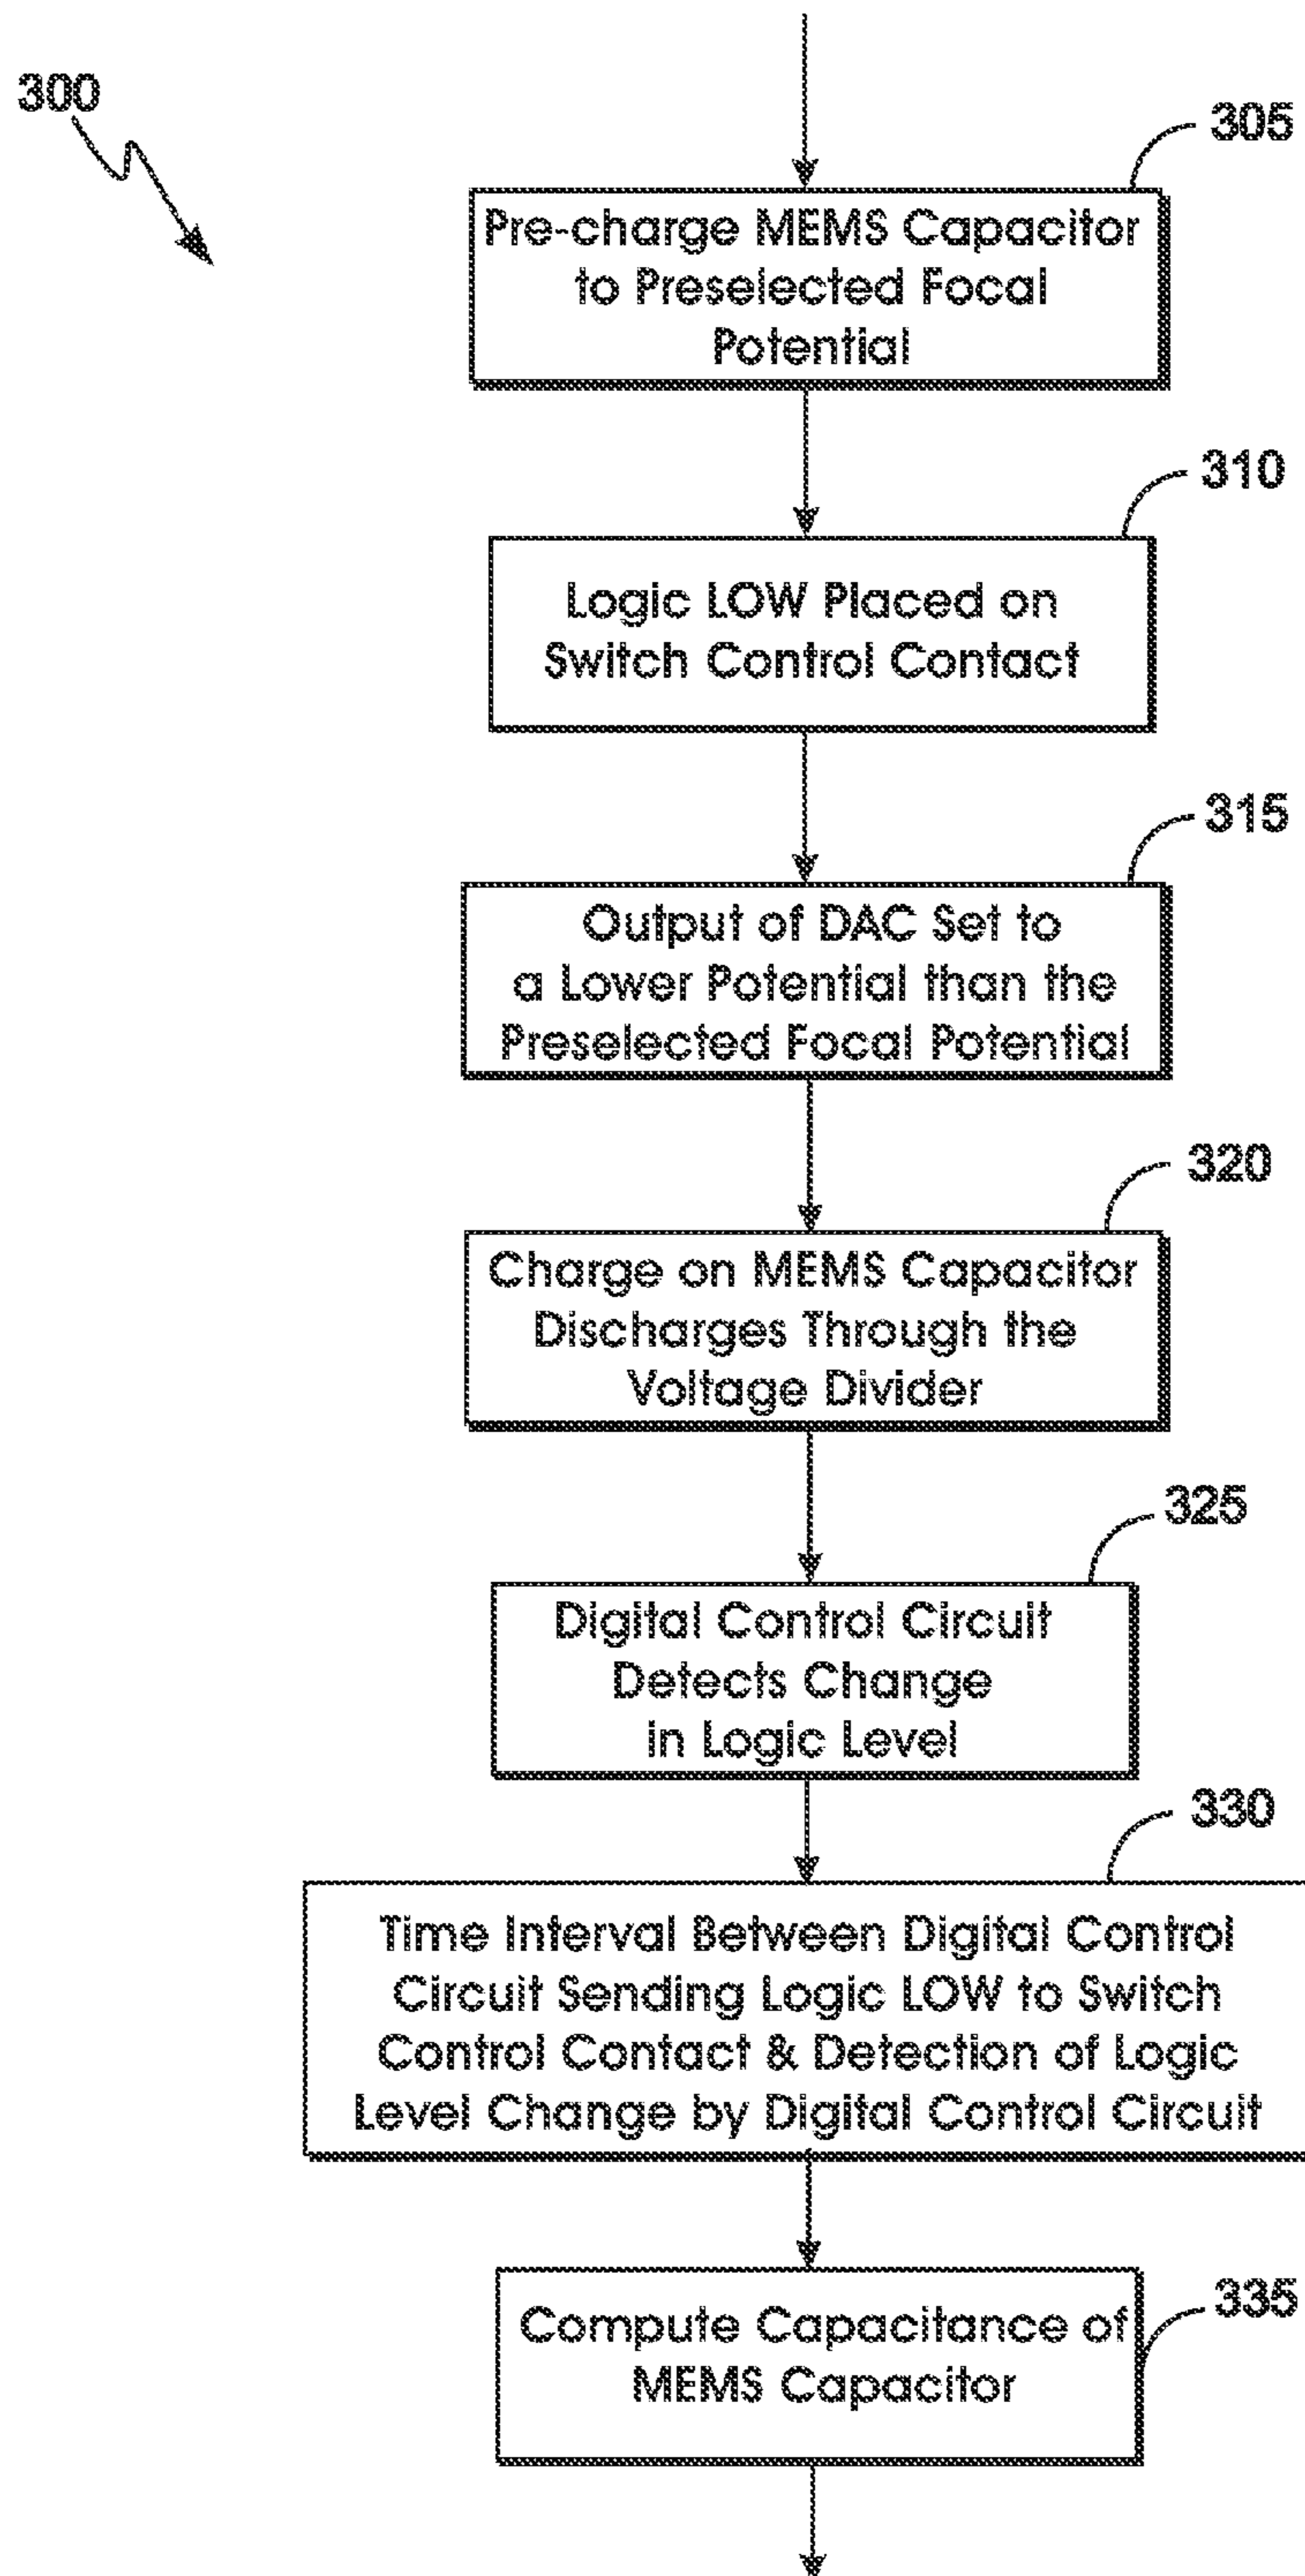 300
305
Pre-charge MEMS Capacitor
to Preselected Focal
Potential
310
Logic LOW Placed on
Switch Control Contact
315
Output of DAC Set to
a Lower Potential than the
Preselected Focal Potential
320
Charge on MEMS Capacitor
Discharges Through the
Voltage Divider
325
Digital Control Circuit
Detects Change
in Logic Level
330
Time Interval Between Digital Control
Circuit Sending Logic LOW to Switch
Control Contact & Detection of Logic
Level Change by Digital Control Circuit
335
Compute Capacitance of
MEMS Capacitor